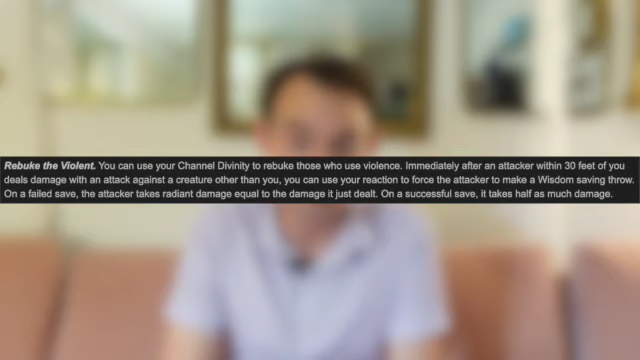 Rebuke the Violent. You can use your Channel Divinity to rebuke those who use violence. Immediately after an attacker within 30 feet of you
deals damage with an attack against a creature other than you, you can use your reaction to force the attacker to make a Wisdom saving throw.
On a failed save, the attacker takes radiant damage equal to the damage it just dealt. On a successful save, it takes half as much damage.